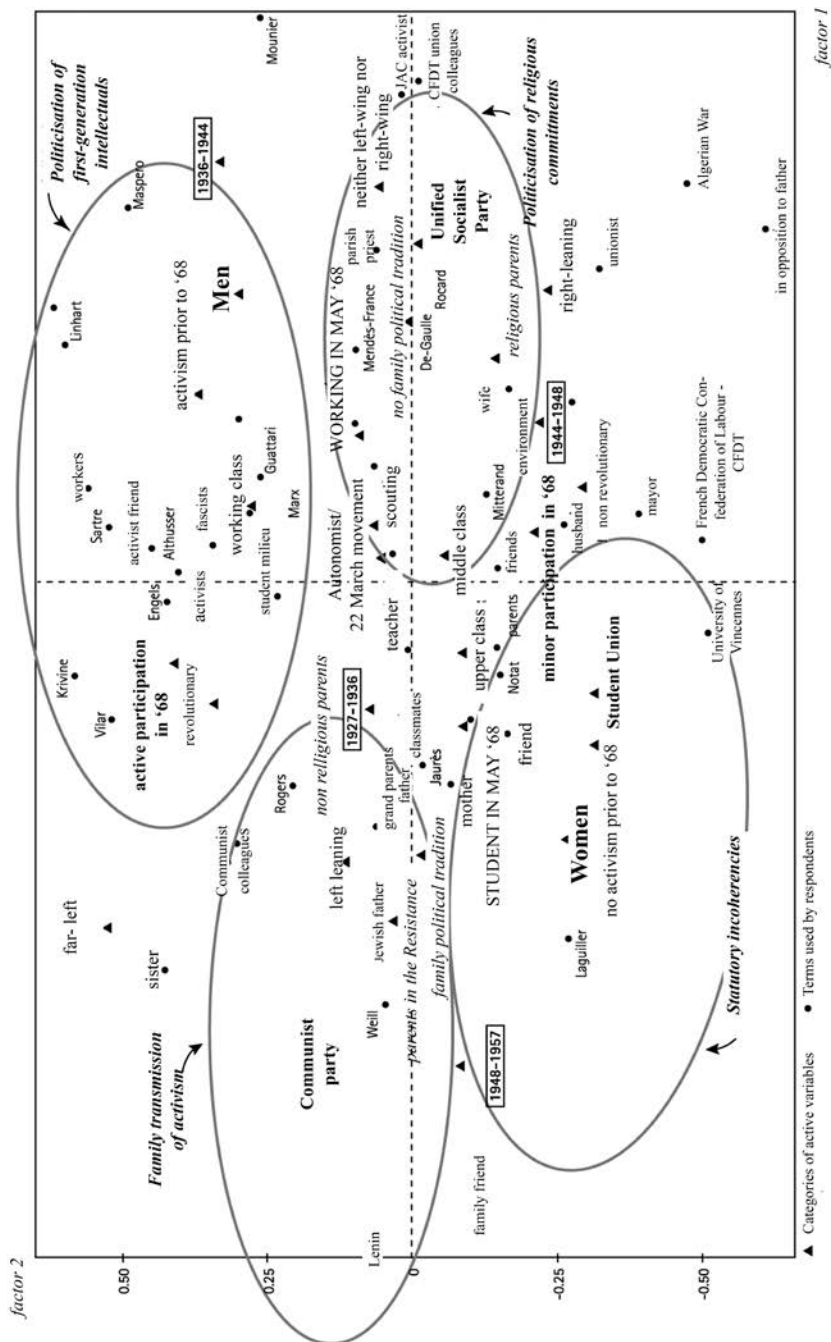 factor 2
factor 1
0.50
0.25
0
-0.25
-0.50
Politicisation of
first-generation
intellectuals
Mounier
1936–1944
Maspero
Linhart
Men
activism prior to ‘68
workers
Sartre
activist friend
Althusser
fascists
Guattari
working class
Marx
Engels
activists
student milieu
Krivine
Vilar
active participation
in ‘68
revolutionary
far- left
sister
Family transmission
of activism
Communist
colleagues
Rogers
non relligious parents
1927–1936
left leaning
grand parents
father
classmates
teacher
Jewish father
Weill
Communist
party
parents in the Resistance
family political tradition
Lenin
family friend
1948–1957
JAC activist
CFDT union
colleagues
neither left-wing nor
right-wing
Politicisation of religious
commitments
parish
priest
Unified
Socialist
Party
WORKING IN MAY ‘68
Mendès-France
no family political tradition
De-Gaulle
Rocard
religious parents
right-leaning
unionist
Algerian War
in opposition to father
Autonomist/
22 March movement
scouting
middle class
Mitterand
wife
environment
1944–1948
friends
husband
non revolutionary
mayor
French Democratic Con-
federation of Labour -
CFDT
minor participation in ‘68
upper class :
parents
Notat
University of
Vincennes
Student Union
Jaurès
mother
friend
STUDENT IN MAY ‘68
Women
no activism prior to ‘68
Laguiller
Statutory incoherencies
▲ Categories of active variables
● Terms used by respondents